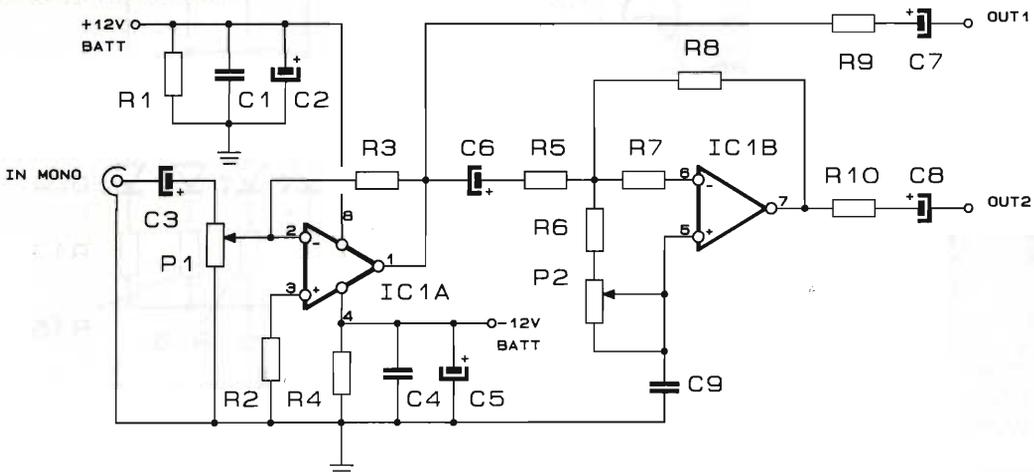 +12V
BATT
R1
C1
C2
OUT1
R9
C7
R8
R3
C6
R5
R7
IC1B
IN MONO
C3
P1
2
-
8
3
+
1
IC1A
6
-
5
+
7
R10
C8
OUT2
R6
P2
4
-12V
BATT
R2
R4
C4
C5
C9